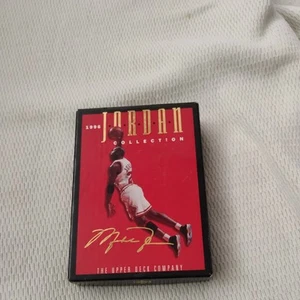 1996
JORDAN
COLLECTION
THE UPPER DECK COMPANY